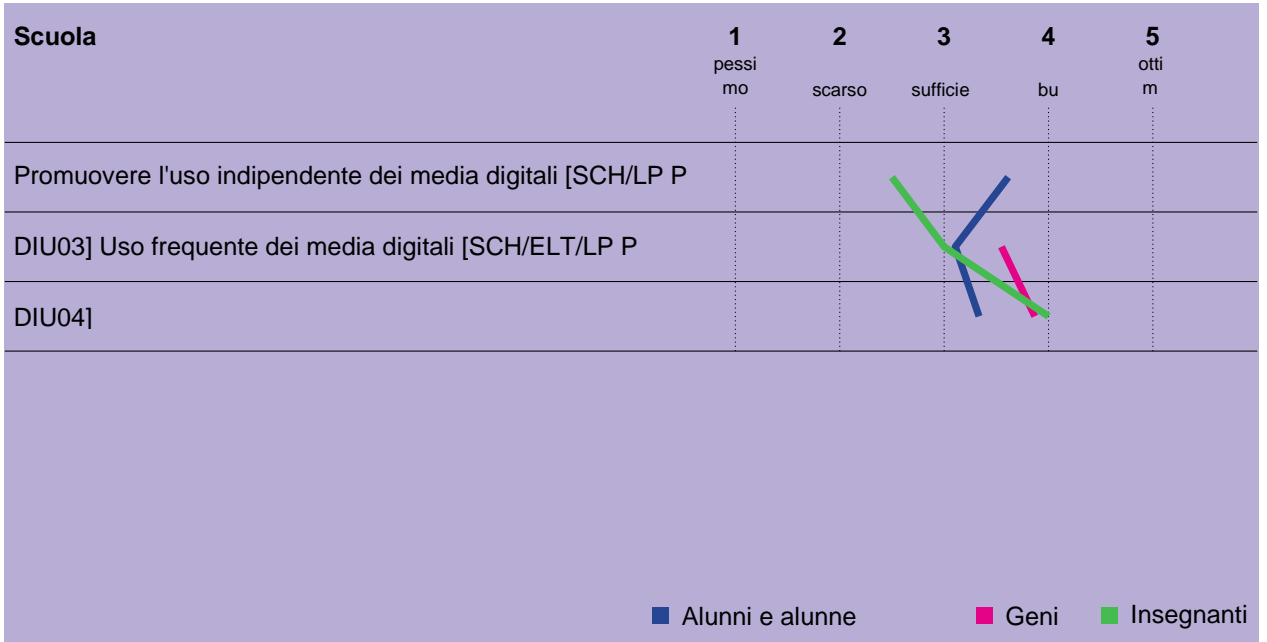 Scuola 1 2 3 4 5
pessi otti
mo scarso sufficie bu m
Promuovere l'uso indipendente dei media digitali [SCH/LP P
DIU03] Uso frequente dei media digitali [SCH/ELT/LP P
DIU04]
Alunni e alunne Geni Insegnanti